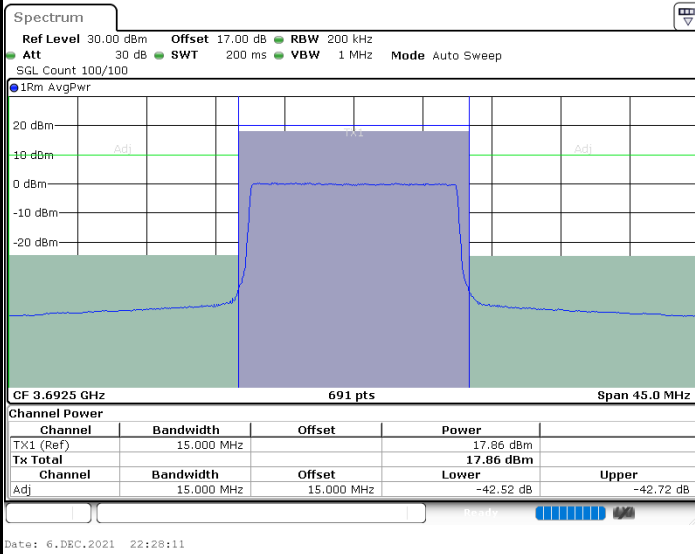 Spectrum
Ref Level 30.00 dBm Offset 17.00 dB RBW 200 kHz
Att 30 dB SWT 200 ms VBW 1 MHz Mode Auto Sweep
SGL Count 100/100
1Rm AvgPwr
20 dBm
Tx1
Adj Adj
10 dBm
0 dBm
-10 dBm
-20 dBm
CF 3.6925 GHz 691 pts Span 45.0 MHz
Channel Power
Channel Bandwidth Offset Power
TX1 (Ref) 15.000 MHz 17.86 dBm
Tx Total 17.86 dBm
Channel Bandwidth Offset Lower Upper
Adj 15.000 MHz 15.000 MHz -42.52 dB -42.72 dB
Ready
Date: 6.DEC.2021 22:28:11